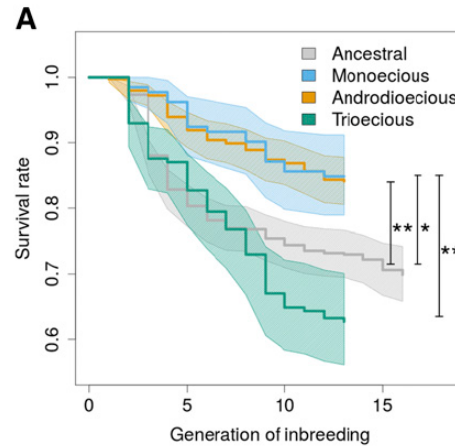 A
Ancestral
Monoecious
Androdioecious
Trioecious
Survival rate
1.0
0.9
0.8
0.7
0.6
** * **
0 5 10 15
Generation of inbreeding